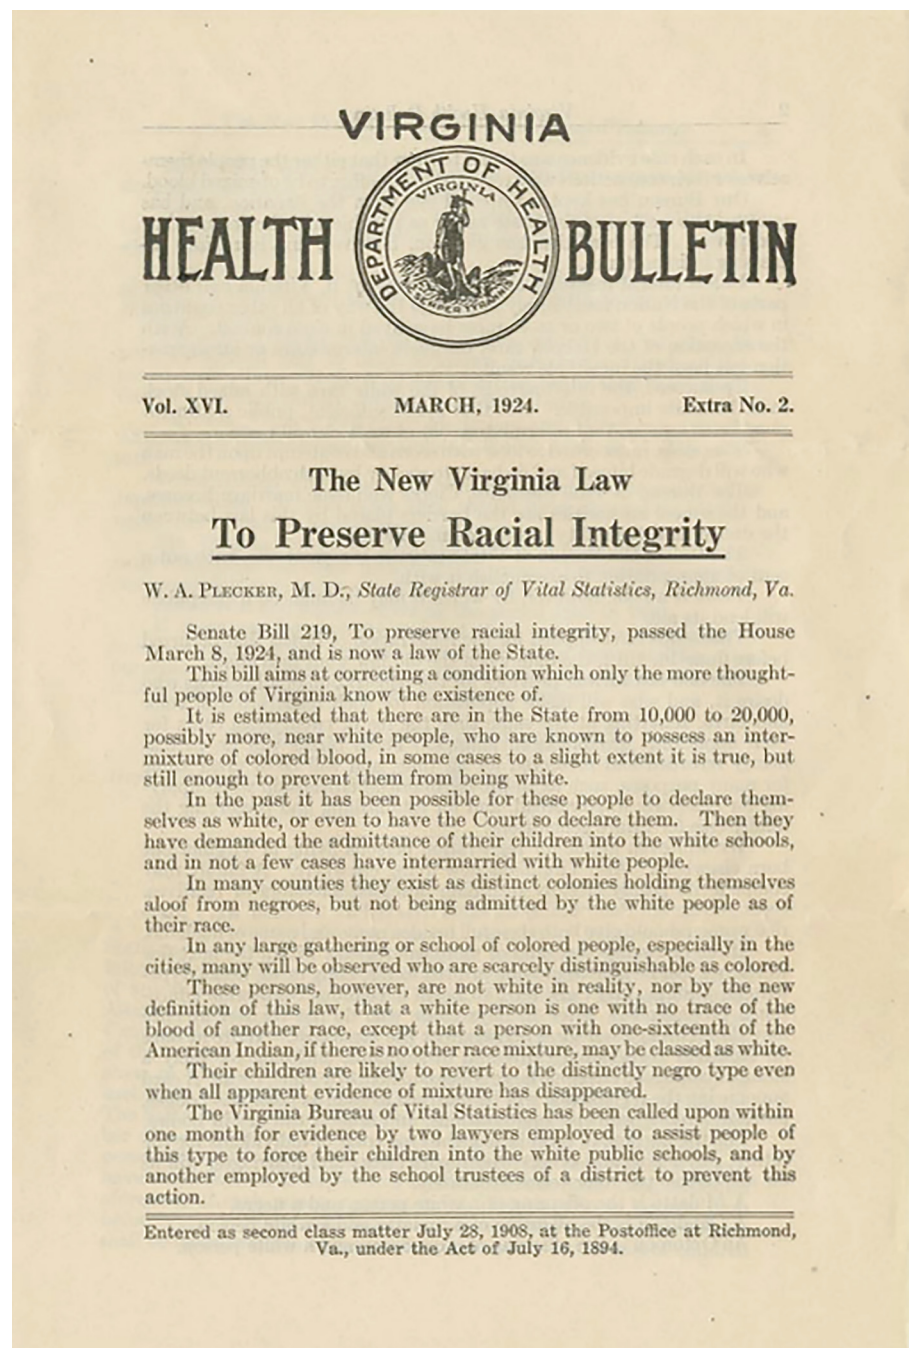 VIRGINIA
HEALTH BULLETIN
DEPARTMENT OF HEALTH
VIRGINIA
SIC SEMPER TYRANNIS
Vol. XVI. MARCH, 1924. Extra No. 2.
The New Virginia Law
To Preserve Racial Integrity
W. A. PLECKER, M. D., State Registrar of Vital Statistics, Richmond, Va.
Senate Bill 219, To preserve racial integrity, passed the House
March 8, 1924, and is now a law of the State.
This bill aims at correcting a condition which only the more thought-
ful people of Virginia know the existence of.
It is estimated that there are in the State from 10,000 to 20,000,
possibly more, near white people, who are known to possess an inter-
mixture of colored blood, in some cases to a slight extent it is true, but
still enough to prevent them from being white.
In the past it has been possible for these people to declare them-
selves as white, or even to have the Court so declare them. Then they
have demanded the admittance of their children into the white schools,
and in not a few cases have intermarried with white people.
In many counties they exist as distinct colonies holding themselves
aloof from negroes, but not being admitted by the white people as of
their race.
In any large gathering or school of colored people, especially in the
cities, many will be observed who are scarcely distinguishable as colored.
These persons, however, are not white in reality, nor by the new
definition of this law, that a white person is one with no trace of the
blood of another race, except that a person with one-sixteenth of the
American Indian, if there is no other race mixture, may be classed as white.
Their children are likely to revert to the distinctly negro type even
when all apparent evidence of mixture has disappeared.
The Virginia Bureau of Vital Statistics has been called upon within
one month for evidence by two lawyers employed to assist people of
this type to force their children into the white public schools, and by
another employed by the school trustees of a district to prevent this
action.
Entered as second class matter July 28, 1908, at the Postoffice at Richmond,
Va., under the Act of July 16, 1894.